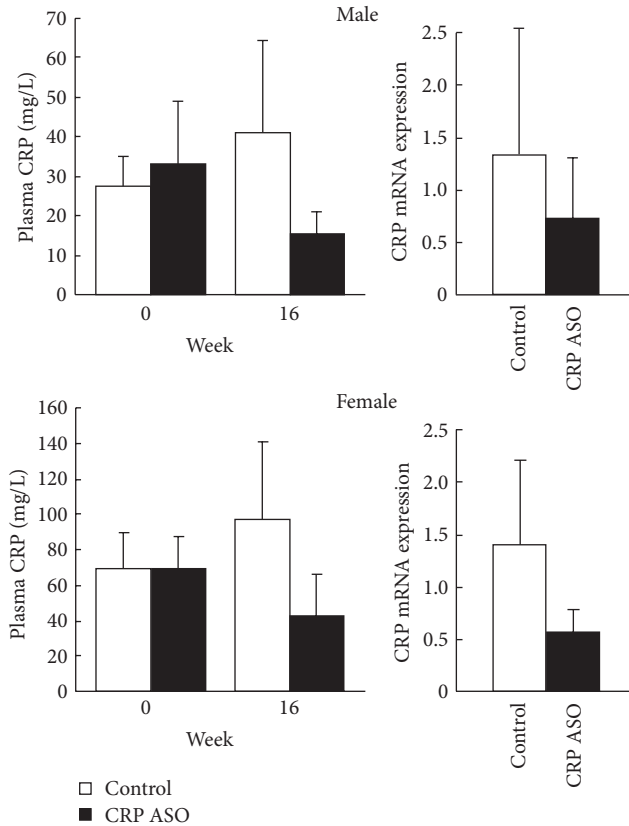 Male
Plasma CRP (mg/L)
70
60
50
40
30
20
10
0
0 16
Week
CRP mRNA expression
2.5
2
1.5
1.0
0.5
0
Control
CRP ASO
Female
Plasma CRP (mg/L)
160
140
120
100
80
60
40
20
0
0 16
Week
CRP mRNA expression
2.5
2.0
1.5
1.0
0.5
0
Control
CRP ASO
Control
CRP ASO